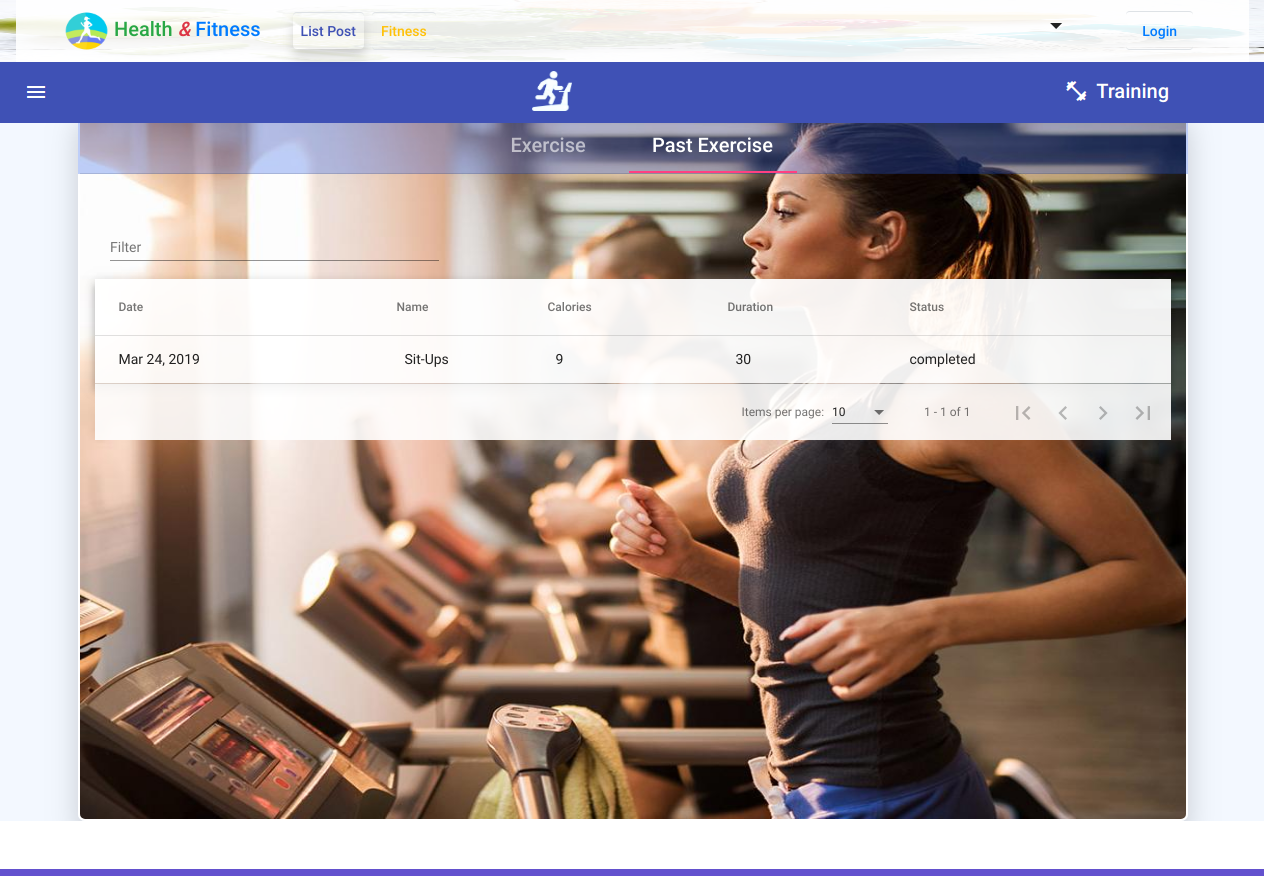 Health & Fitness List Post Fitness Login
Training
Exercise Past Exercise
Filter
Date Name Calories Duration Status
Mar 24, 2019 Sit-Ups 9 30 completed
Items per page: 10 1 - 1 of 1